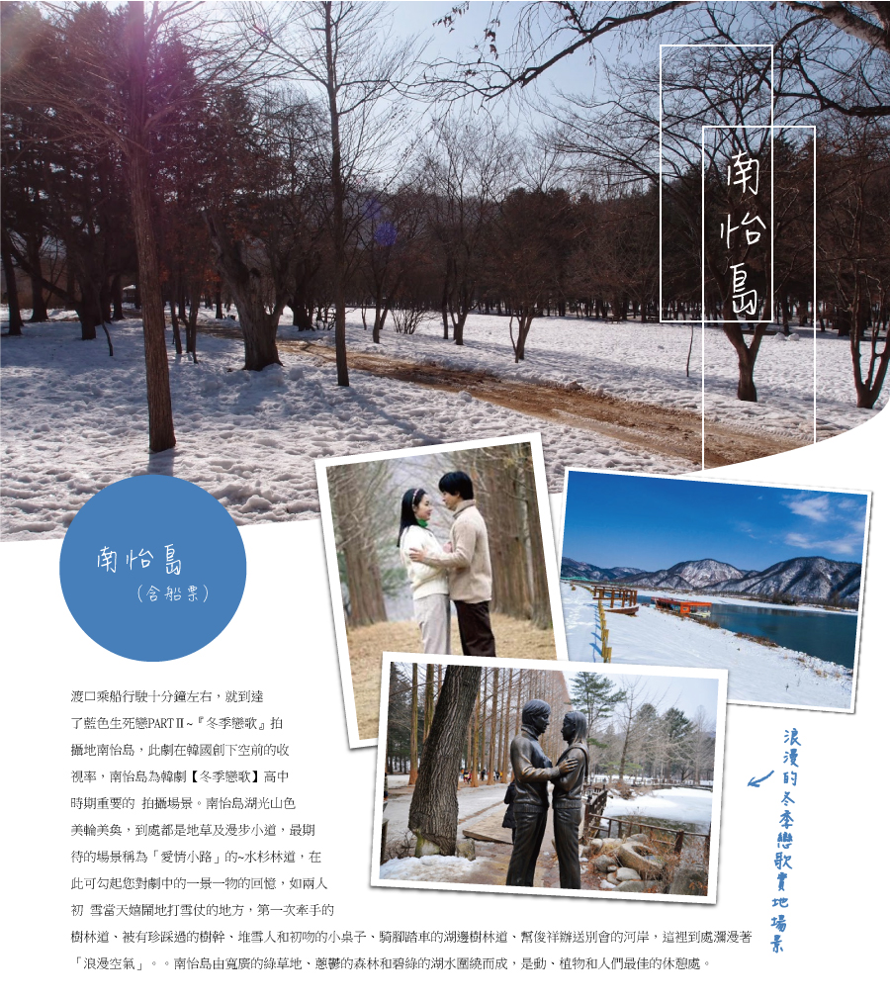 南怡島
南怡島
(含船票)
渡口乘船行駛十分鐘左右，就到達
了藍色生死戀PARTⅡ~『冬季戀歌』拍
攝地南怡島，此劇在韓國創下空前的收
視率，南怡島為韓劇【冬季戀歌】高中
時期重要的 拍攝場景。南怡島湖光山色
美輪美奐，到處都是地草及漫步小道，最期
待的場景稱為「愛情小路」的~水杉林道，在
此可勾起您對劇中的一景一物的回憶，如兩人
初 雪當天嬉鬧地打雪仗的地方，第一次牽手的
樹林道、被有珍踩過的樹幹、堆雪人和初吻的小桌子、騎腳踏車的湖邊樹林道、幫俊祥辦送別會的河岸，這裡到處瀰漫著
「浪漫空氣」。。南怡島由寬廣的綠草地、蔥鬱的森林和碧綠的湖水圍繞而成，是動、植物和人們最佳的休憩處。
浪漫的冬季戀歌實地場景